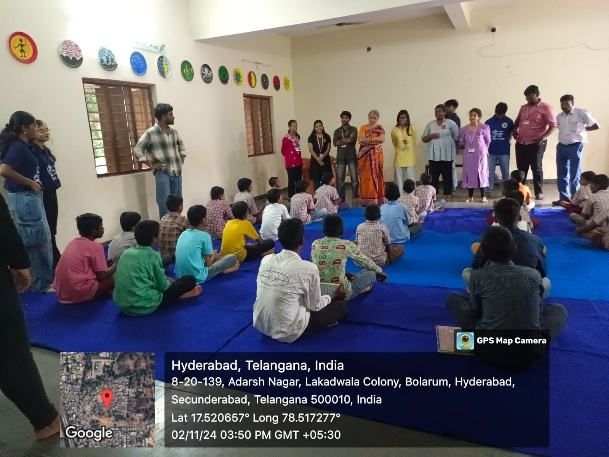 GPS Map Camera
Hyderabad, Telangana, India
8-20-139, Adarsh Nagar, Lakadwala Colony, Bolarum, Hyderabad,
Secunderabad, Telangana 500010, India
Lat 17.520657° Long 78.517277°
02/11/24 03:50 PM GMT +05:30
Google